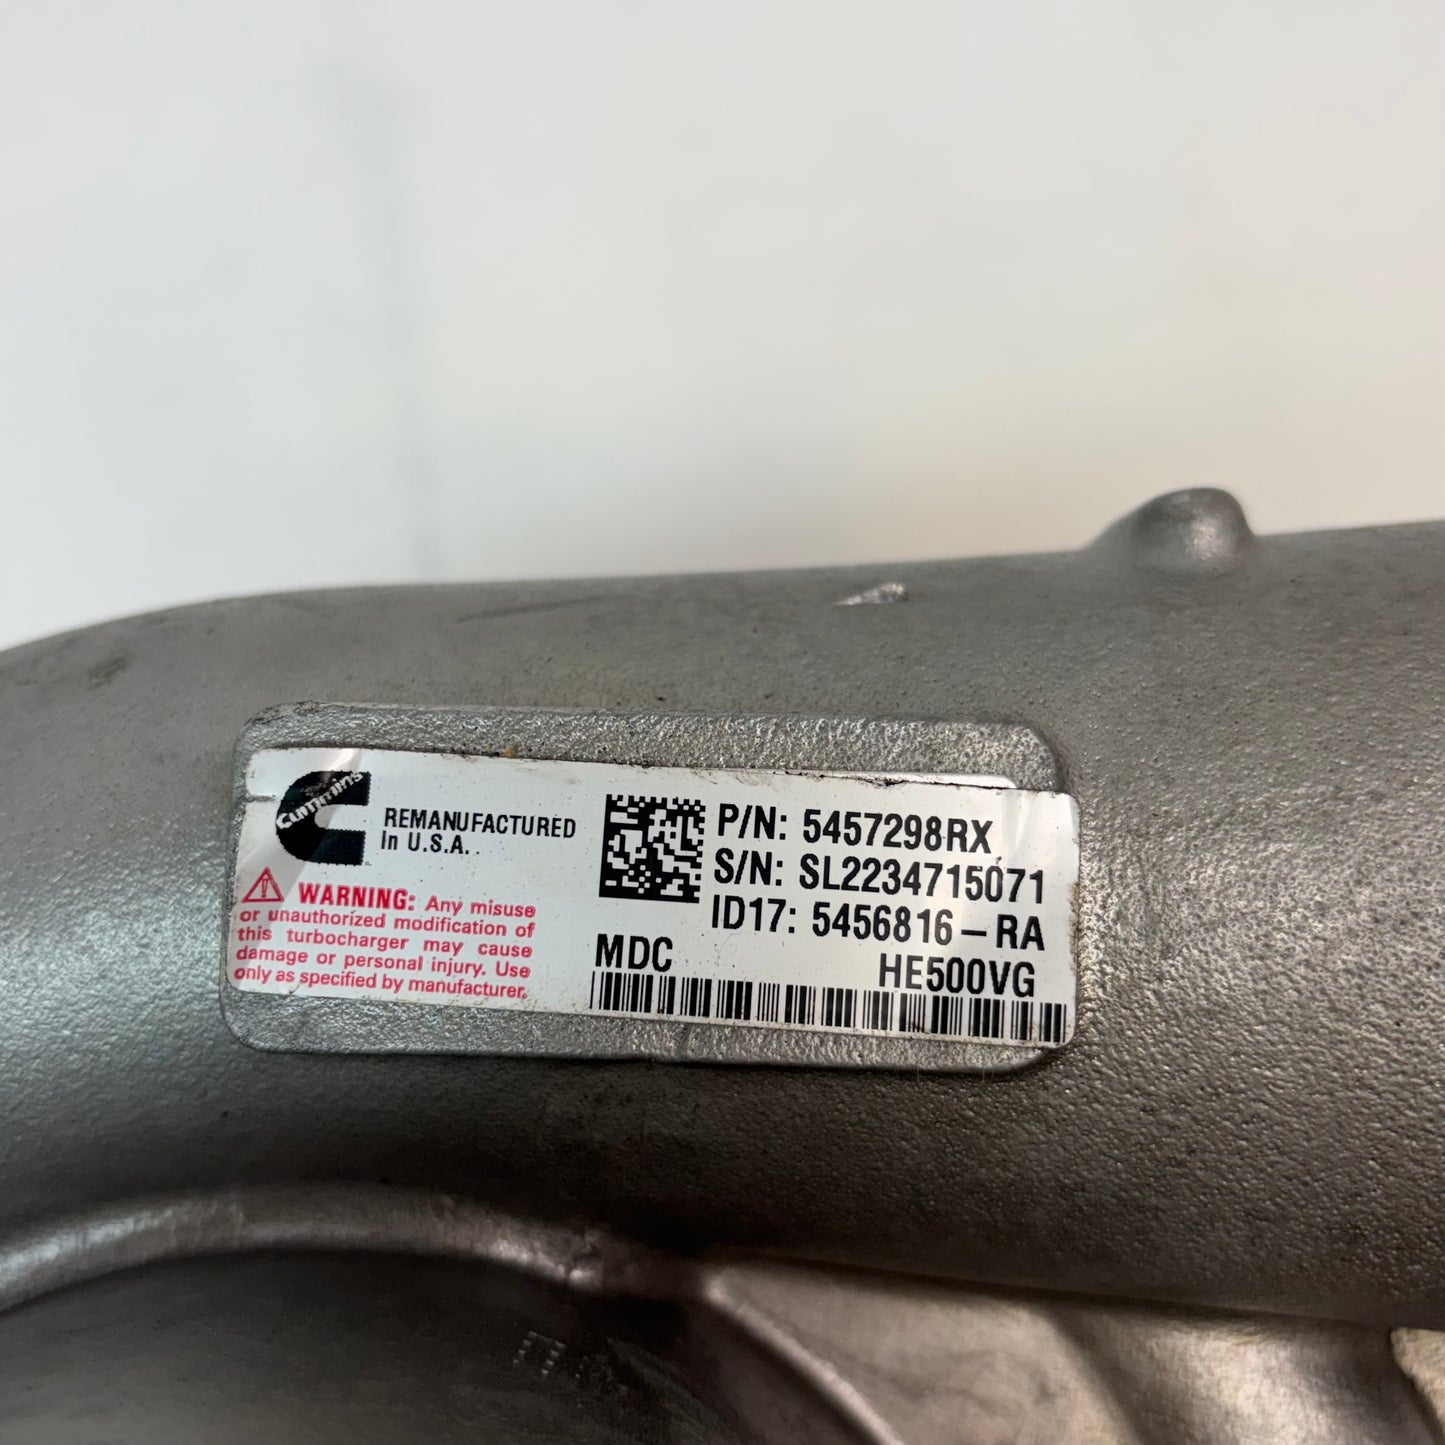 Cummins
REMANUFACTURED
In U.S.A.
WARNING: Any misuse
or unauthorized modification of
this turbocharger may cause
damage or personal injury. Use
only as specified by manufacturer.
P/N: 5457298RX
S/N: SL2234715071
ID17: 5456816-RA
MDC HE500VG